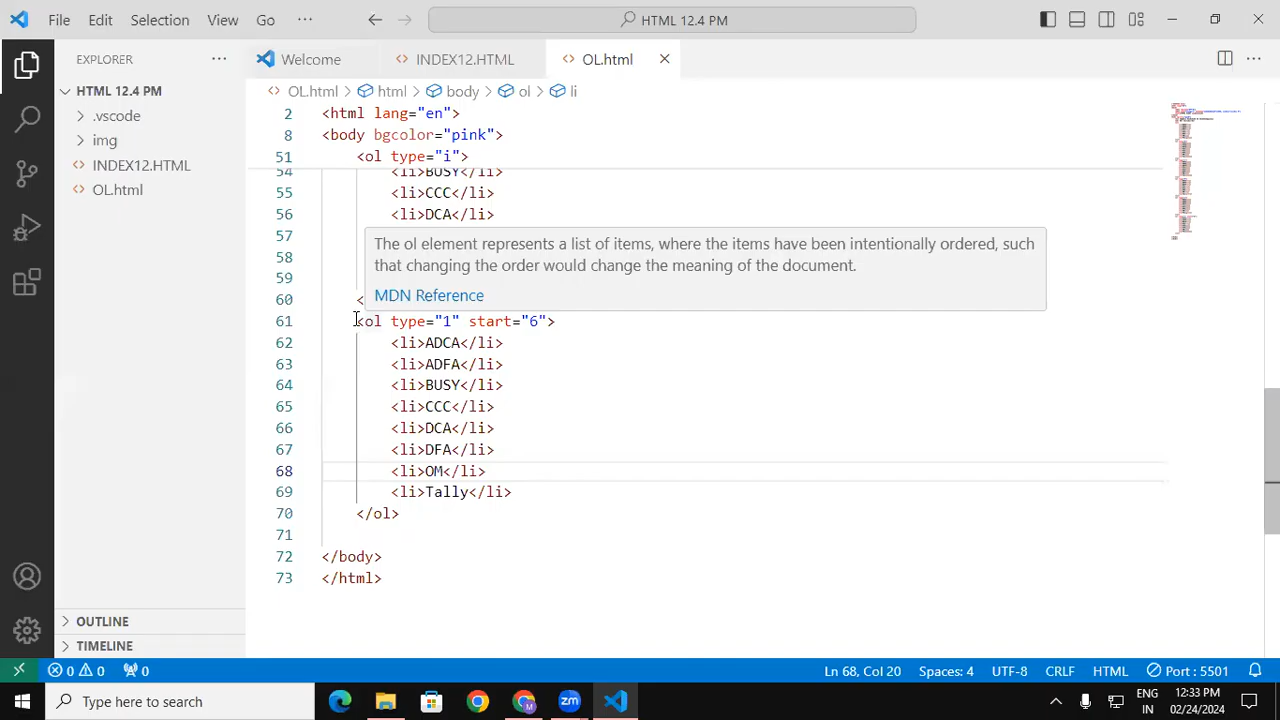 File Edit Selection View Go ··· HTML 12.4 PM
EXPLORER ···
Welcome INDEX12.HTML OL.html
HTML 12.4 PM
.vscode
img
INDEX12.HTML
OL.html
OL.html > html > body > ol > li
2 <html lang="en">
8 <body bgcolor="pink">
51 <ol type="i">
<li>BUSY</li>
55 <li>CCC</li>
56 <li>DCA</li>
57
58
59
60 <
The ol element represents a list of items, where the items have been intentionally ordered, such
that changing the order would change the meaning of the document.
MDN Reference
61 <ol type="1" start="6">
62 <li>ADCA</li>
63 <li>ADFA</li>
64 <li>BUSY</li>
65 <li>CCC</li>
66 <li>DCA</li>
67 <li>DFA</li>
68 <li>OM</li>
69 <li>Tally</li>
70 </ol>
71
72 </body>
73 </html>
OUTLINE
TIMELINE
0 0 0 Ln 68, Col 20 Spaces: 4 UTF-8 CRLF HTML Port : 5501
Type here to search
zm
ENG
IN
12:33 PM
02/24/2024